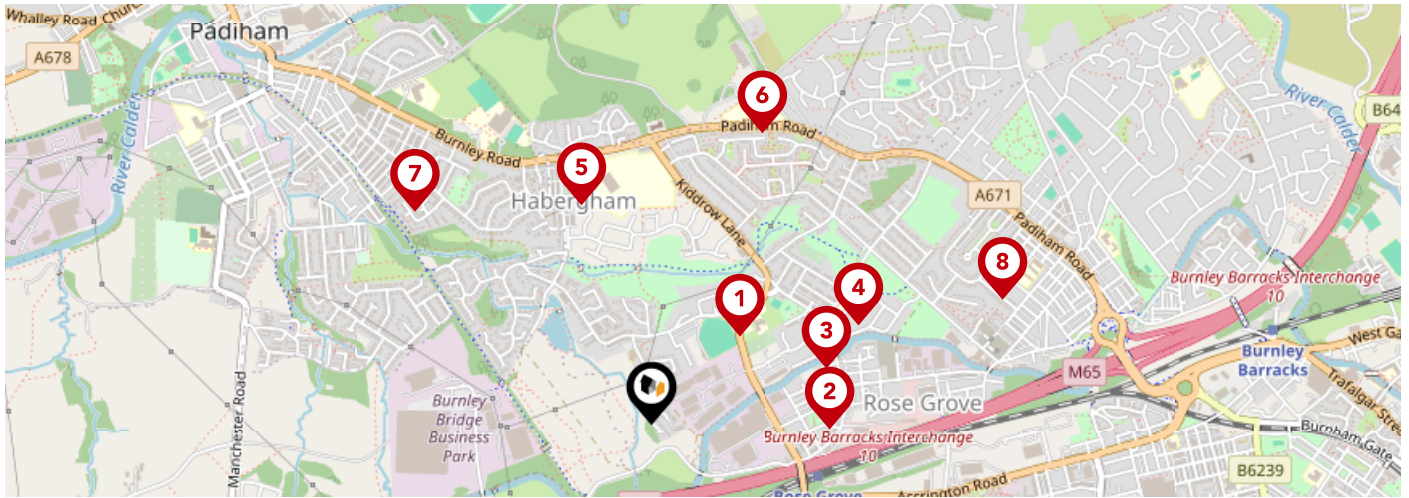 Whalley Road Church
Padiham
A678
River Calder
Burnley Road
6
Padiham Road
River Calder
B64
7
5
Habergham
Kiddrow Lane
A671
Padiham Road
8
Burnley Barracks Interchange
10
1
4
3
2
Rose Grove
M65
Burnley
Barracks
West Ga
Trafalgar Stree
Manchester Road
Burnley
Bridge
Business
Park
Burnley Barracks Interchange
10
Burnham Gate
B6239
Accrington Road
Rose Grove